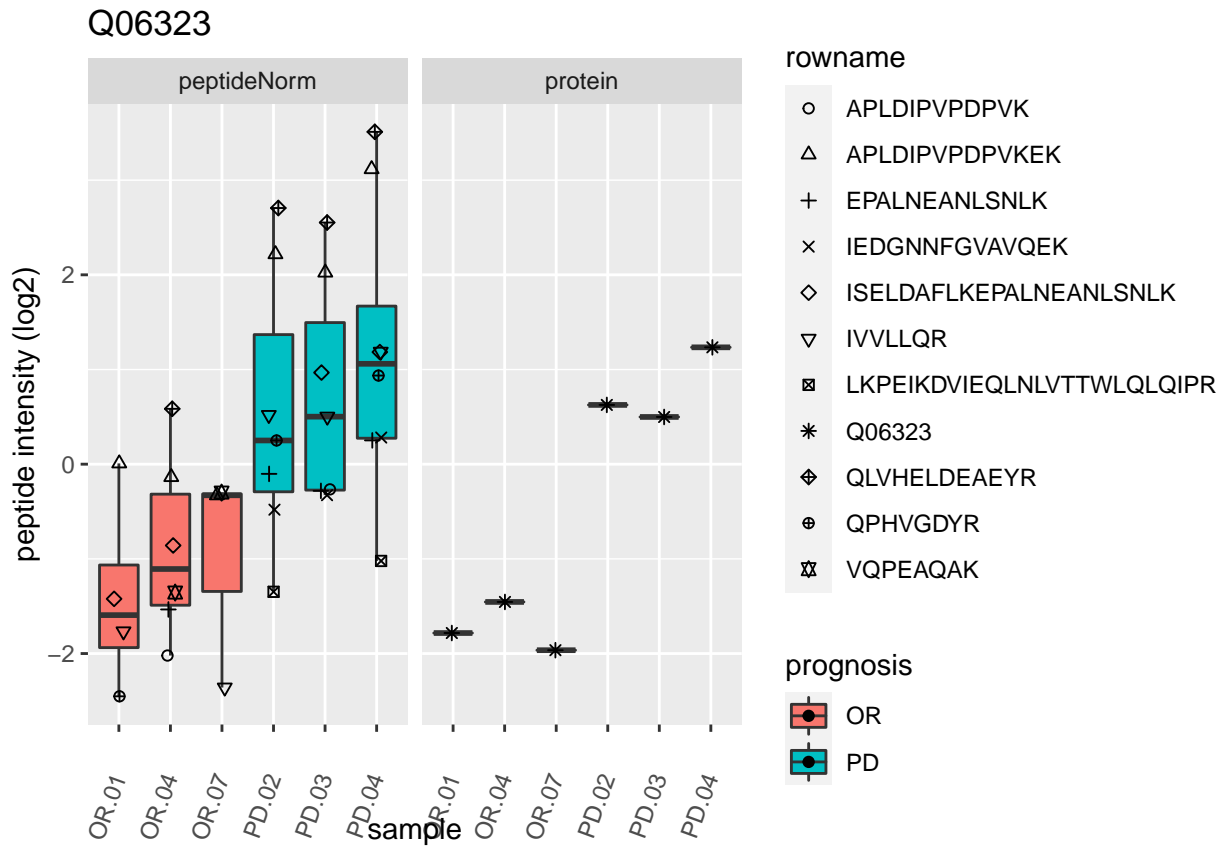 Q06323
peptideNorm
protein
peptide intensity (log2)
2
0
−2
OR.01
OR.04
OR.07
PD.02
PD.03
PD.04
OR.01
OR.04
OR.07
PD.02
PD.03
PD.04
sample
rowname
APLDIPVPDPVK
APLDIPVPDPVKEK
EPALNEANLSNLK
IEDGNNFGVAVQEK
ISELDAFLKEPALNEANLSNLK
IVVLLQR
LKPEIKDVIEQLNLVTTWLQLQIPR
Q06323
QLVHELDEAEYR
QPHVGDYR
VQPEAQAK
prognosis
OR
PD